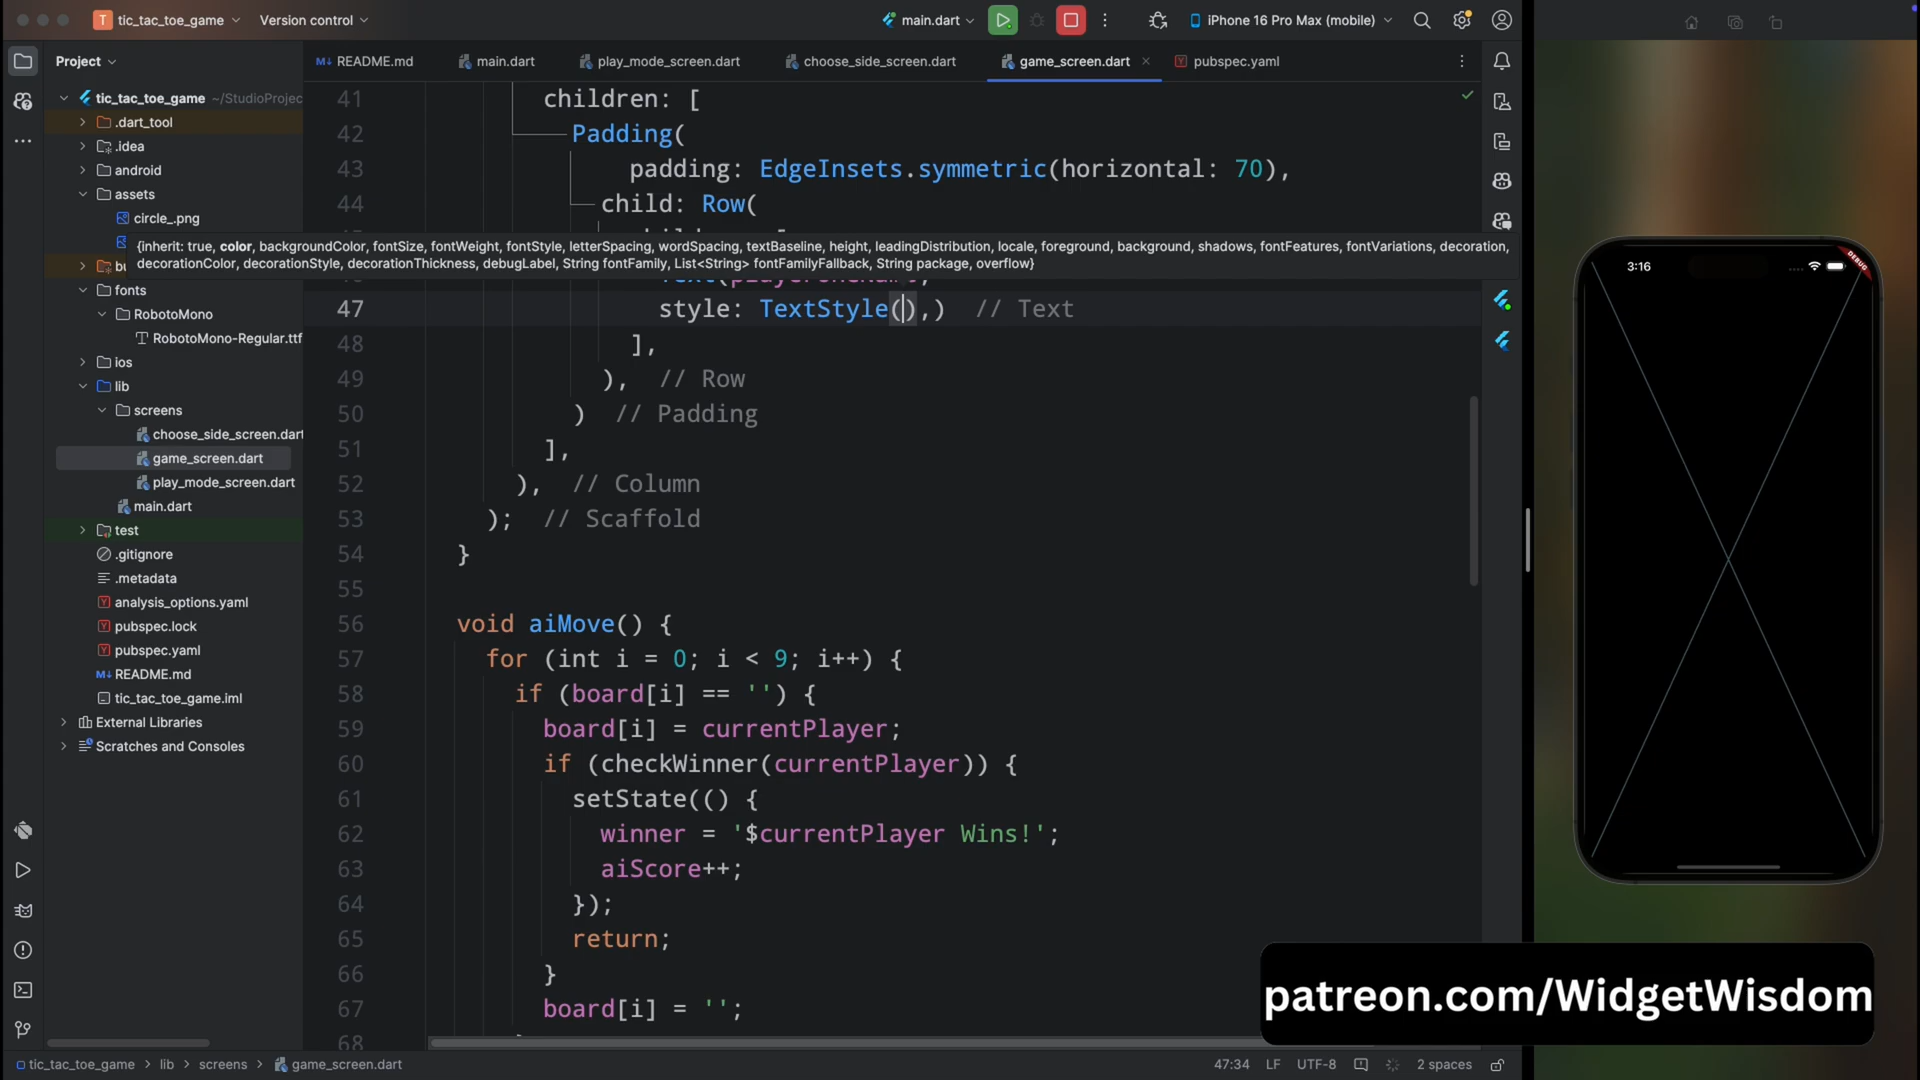 T tic_tac_toe_game Version control main.dart iPhone 16 Pro Max (mobile)
Project README.md main.dart play_mode_screen.dart choose_side_screen.dart game_screen.dart pubspec.yaml
tic_tac_toe_game ~/StudioProjec
.dart_tool
.idea
android
assets
circle_.png
bu
fonts
RobotoMono
RobotoMono-Regular.ttf
ios
lib
screens
choose_side_screen.dart
game_screen.dart
play_mode_screen.dart
main.dart
test
.gitignore
.metadata
analysis_options.yaml
pubspec.lock
pubspec.yaml
README.md
tic_tac_toe_game.iml
External Libraries
Scratches and Consoles
41 children: [
42 Padding(
43 padding: EdgeInsets.symmetric(horizontal: 70),
44 child: Row(
{inherit: true, color, backgroundColor, fontSize, fontWeight, fontStyle, letterSpacing, wordSpacing, textBaseline, height, leadingDistribution, locale, foreground, background, shadows, fontFeatures, fontVariations, decoration,
decorationColor, decorationStyle, decorationThickness, debugLabel, String fontFamily, List<String> fontFamilyFallback, String package, overflow}
47 style: TextStyle(),) // Text
48 ],
49 ), // Row
50 ) // Padding
51 ],
52 ), // Column
53 ); // Scaffold
54 }
55
56 void aiMove() {
57 for (int i = 0; i < 9; i++) {
58 if (board[i] == '') {
59 board[i] = currentPlayer;
60 if (checkWinner(currentPlayer)) {
61 setState(() {
62 winner = '$currentPlayer Wins!';
63 aiScore++;
64 });
65 return;
66 }
67 board[i] = '';
68
3:16
DEBUG
patreon.com/WidgetWisdom
tic_tac_toe_game > lib > screens > game_screen.dart 47:34 LF UTF-8 2 spaces